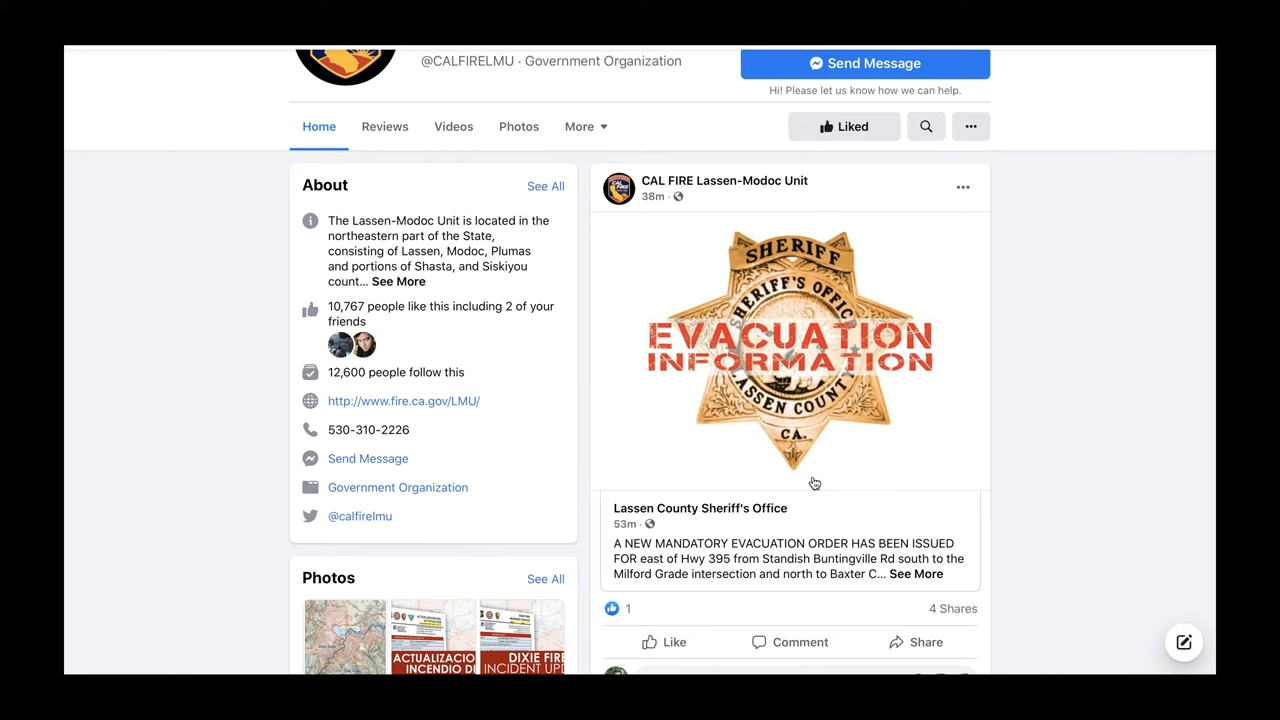 @CALFIRELMU · Government Organization
Send Message
Hi! Please let us know how we can help.
Home
Reviews
Videos
Photos
More
Liked
About
See All
The Lassen-Modoc Unit is located in the
northeastern part of the State,
consisting of Lassen, Modoc, Plumas
and portions of Shasta, and Siskiyou
count... See More
10,767 people like this including 2 of your
friends
12,600 people follow this
http://www.fire.ca.gov/LMU/
530-310-2226
Send Message
Government Organization
@calfirelmu
Photos
See All
ACTUALIZACIO
INCENDIO DI
DIXIE FIRE
INCIDENT UP
CAL FIRE Lassen-Modoc Unit
38m ·
SHERIFF
SHERIFF'S OFFICE
EVACUATION
INFORMATION
LASSEN COUNTY
CA.
Lassen County Sheriff's Office
53m ·
A NEW MANDATORY EVACUATION ORDER HAS BEEN ISSUED
FOR east of Hwy 395 from Standish Buntingville Rd south to the
Milford Grade intersection and north to Baxter C... See More
1
4 Shares
Like
Comment
Share